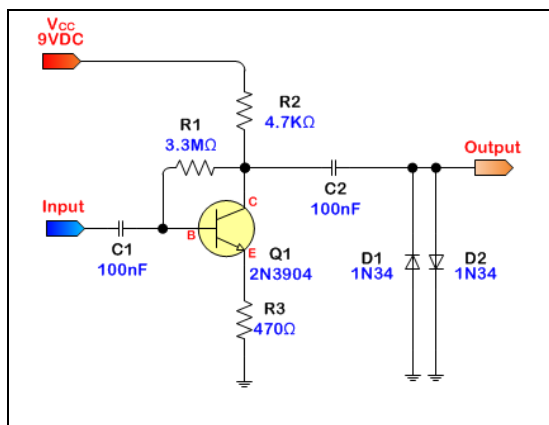 VCC
9VDC
R2
4.7KΩ
R1
3.3MΩ
Output
C
C2
100nF
Input
B
C1
100nF
E
Q1
2N3904
D1
1N34
D2
1N34
R3
470Ω